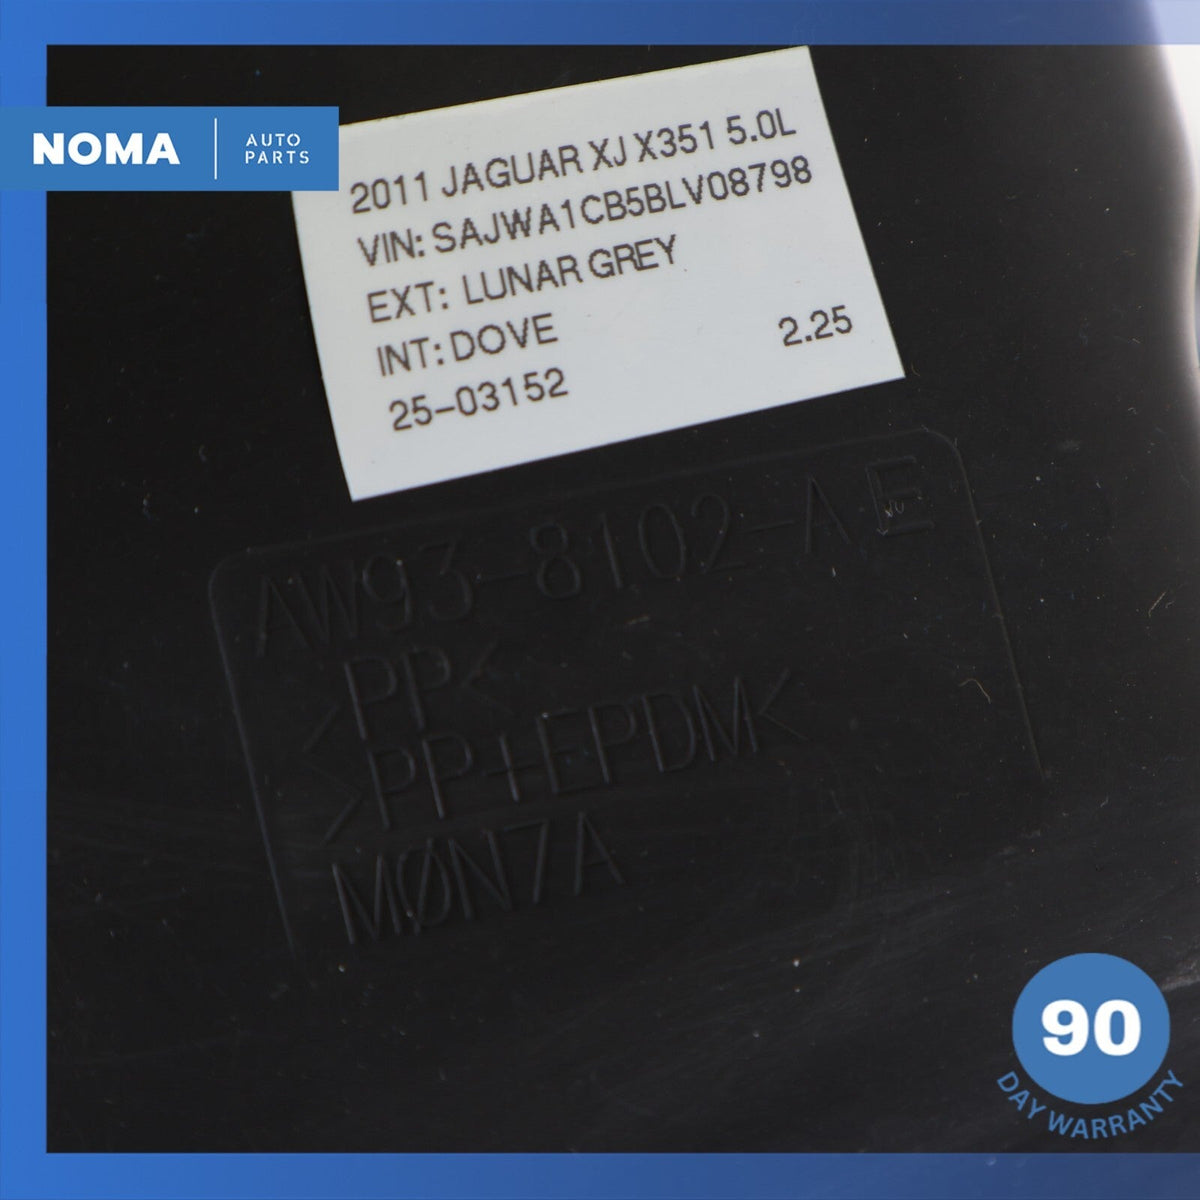 NOMA
AUTO
PARTS
2011 JAGUAR XJ X351 5.0L
VIN: SAJWA1CB5BLV08798
EXT: LUNAR GREY
INT: DOVE 2.25
25-03152
AW93-8102-AE
>PP<
>PP+EPDM<
MØN7A
90
DAY WARRANTY